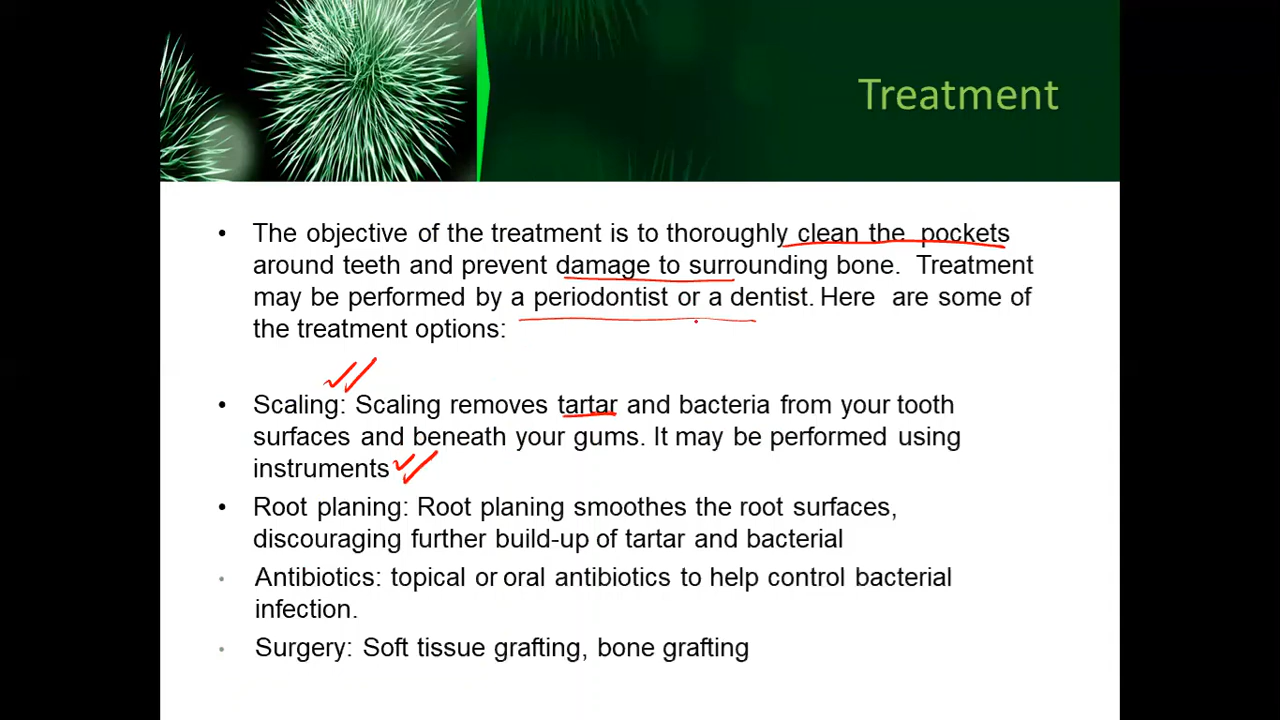 Treatment
• The objective of the treatment is to thoroughly clean the pockets
around teeth and prevent damage to surrounding bone. Treatment
may be performed by a periodontist or a dentist. Here are some of
the treatment options:
• Scaling: Scaling removes tartar and bacteria from your tooth
surfaces and beneath your gums. It may be performed using
instruments
• Root planing: Root planing smoothes the root surfaces,
discouraging further build-up of tartar and bacterial
• Antibiotics: topical or oral antibiotics to help control bacterial
infection.
• Surgery: Soft tissue grafting, bone grafting